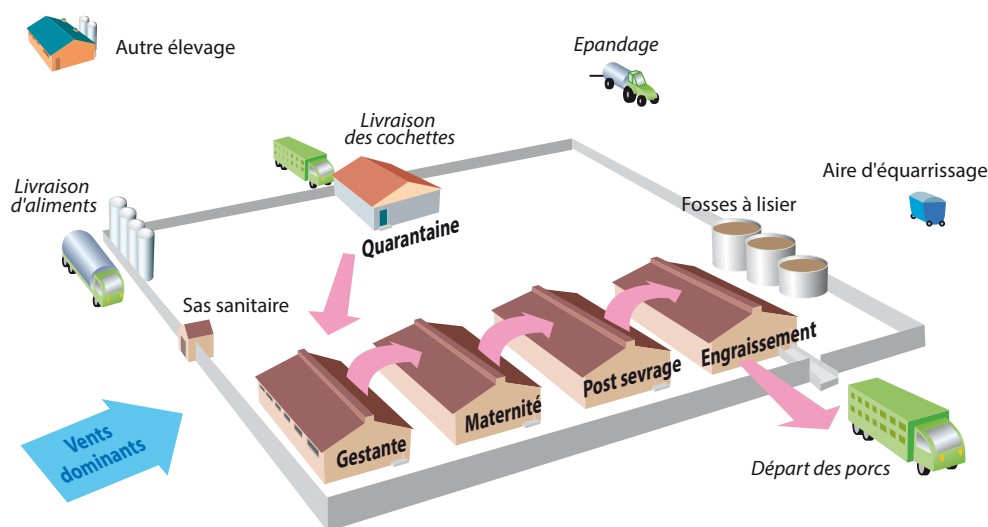 Autre élevage
Epandage
Livraison
des cochettes
Aire d'équarrissage
Livraison
d'aliments
Fosses à lisier
Quarantaine
Sas sanitaire
Engraissement
Post sevrage
Maternité
Gestante
Vents
dominants
Départ des porcs